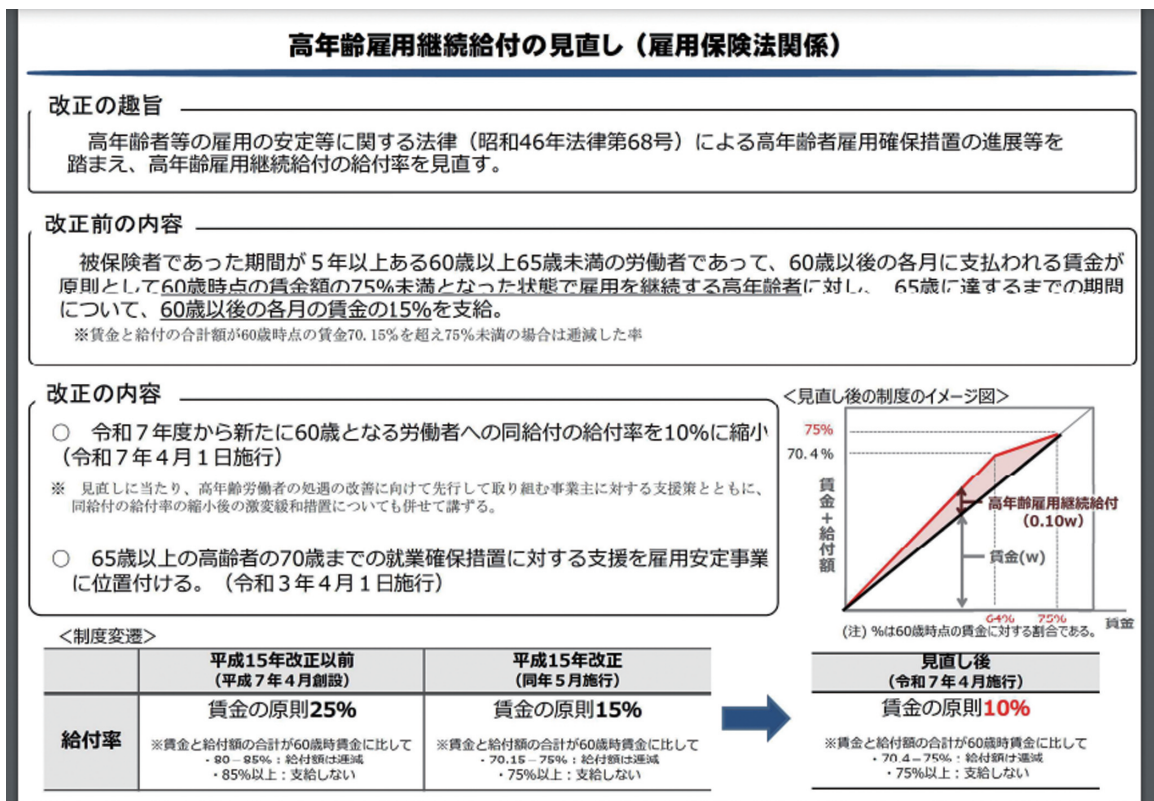 高年齢雇用継続給付の見直し（雇用保険法関係）
改正の趣旨
高年齢者等の雇用の安定等に関する法律（昭和46年法律第68号）による高年齢者雇用確保措置の進展等を
踏まえ、高年齢雇用継続給付の給付率を見直す。
改正前の内容
被保険者であった期間が５年以上ある60歳以上65歳未満の労働者であって、60歳以後の各月に支払われる賃金が
原則として60歳時点の賃金額の75%未満となった状態で雇用を継続する高年齢者に対し、 65歳に達するまでの期間
について、60歳以後の各月の賃金の15%を支給。
※賃金と給付の合計額が60歳時点の賃金70.15%を超え75%未満の場合は逓減した率
改正の内容
○ 令和７年度から新たに60歳となる労働者への同給付の給付率を10%に縮小
（令和７年４月１日施行）
※ 見直しに当たり、高年齢労働者の処遇の改善に向けて先行して取り組む事業主に対する支援策とともに、
同給付の給付率の縮小後の激変緩和措置についても併せて講ずる。
○ 65歳以上の高齢者の70歳までの就業確保措置に対する支援を雇用安定事業
に位置付ける。（令和３年４月１日施行）
＜見直し後の制度のイメージ図＞
75%
70.4%
賃金＋給付額
高年齢雇用継続給付
（0.10w）
賃金(w)
64% 75% 賃金
(注) %は60歳時点の賃金に対する割合である。
＜制度変遷＞
平成15年改正以前 平成15年改正 見直し後
（平成７年４月創設） （同年５月施行） （令和７年４月施行）
給付率
賃金の原則25% 賃金の原則15% 賃金の原則10%
※賃金と給付額の合計が60歳時賃金に比して ※賃金と給付額の合計が60歳時賃金に比して ※賃金と給付額の合計が60歳時賃金に比して
・80－85%：給付額は逓減 ・70.15－75%：給付額は逓減 ・70.4－75%：給付額は逓減
・85%以上：支給しない ・75%以上：支給しない ・75%以上：支給しない